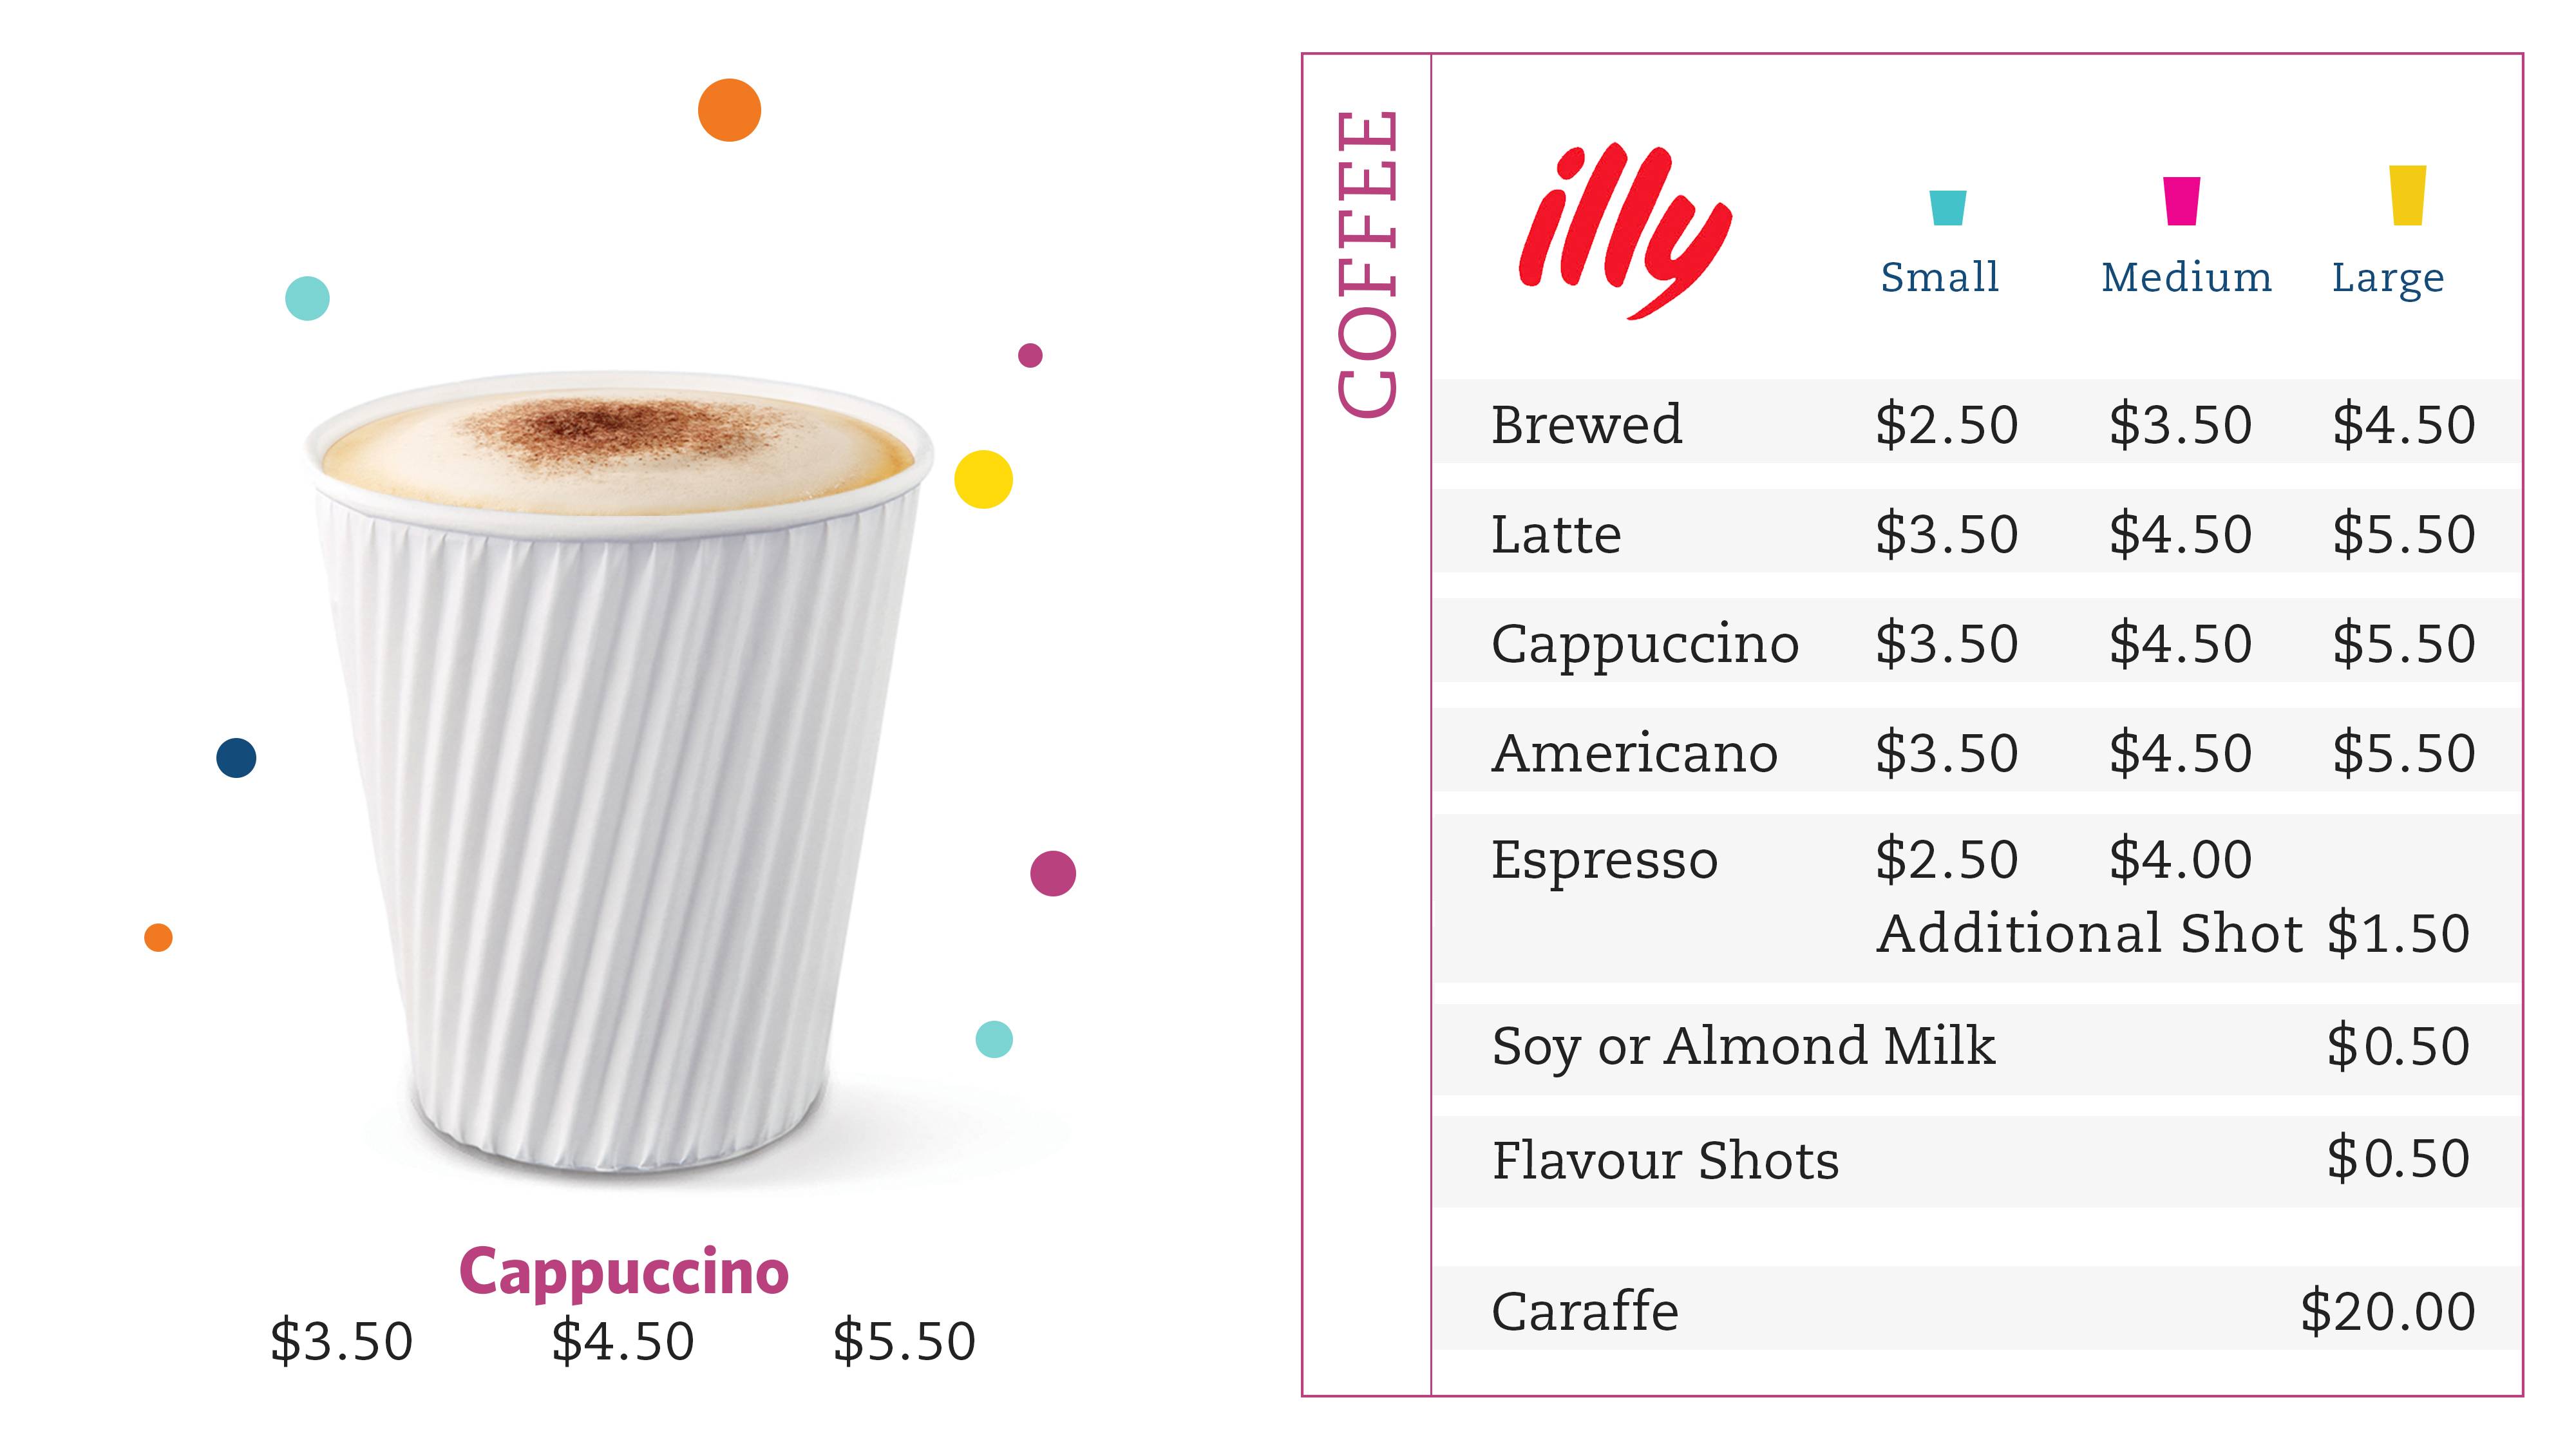 Cappuccino
$3.50 $4.50 $5.50
COFFEE
illy
Small Medium Large
Brewed $2.50 $3.50 $4.50
Latte $3.50 $4.50 $5.50
Cappuccino $3.50 $4.50 $5.50
Americano $3.50 $4.50 $5.50
Espresso $2.50 $4.00
Additional Shot $1.50
Soy or Almond Milk $0.50
Flavour Shots $0.50
Caraffe $20.00